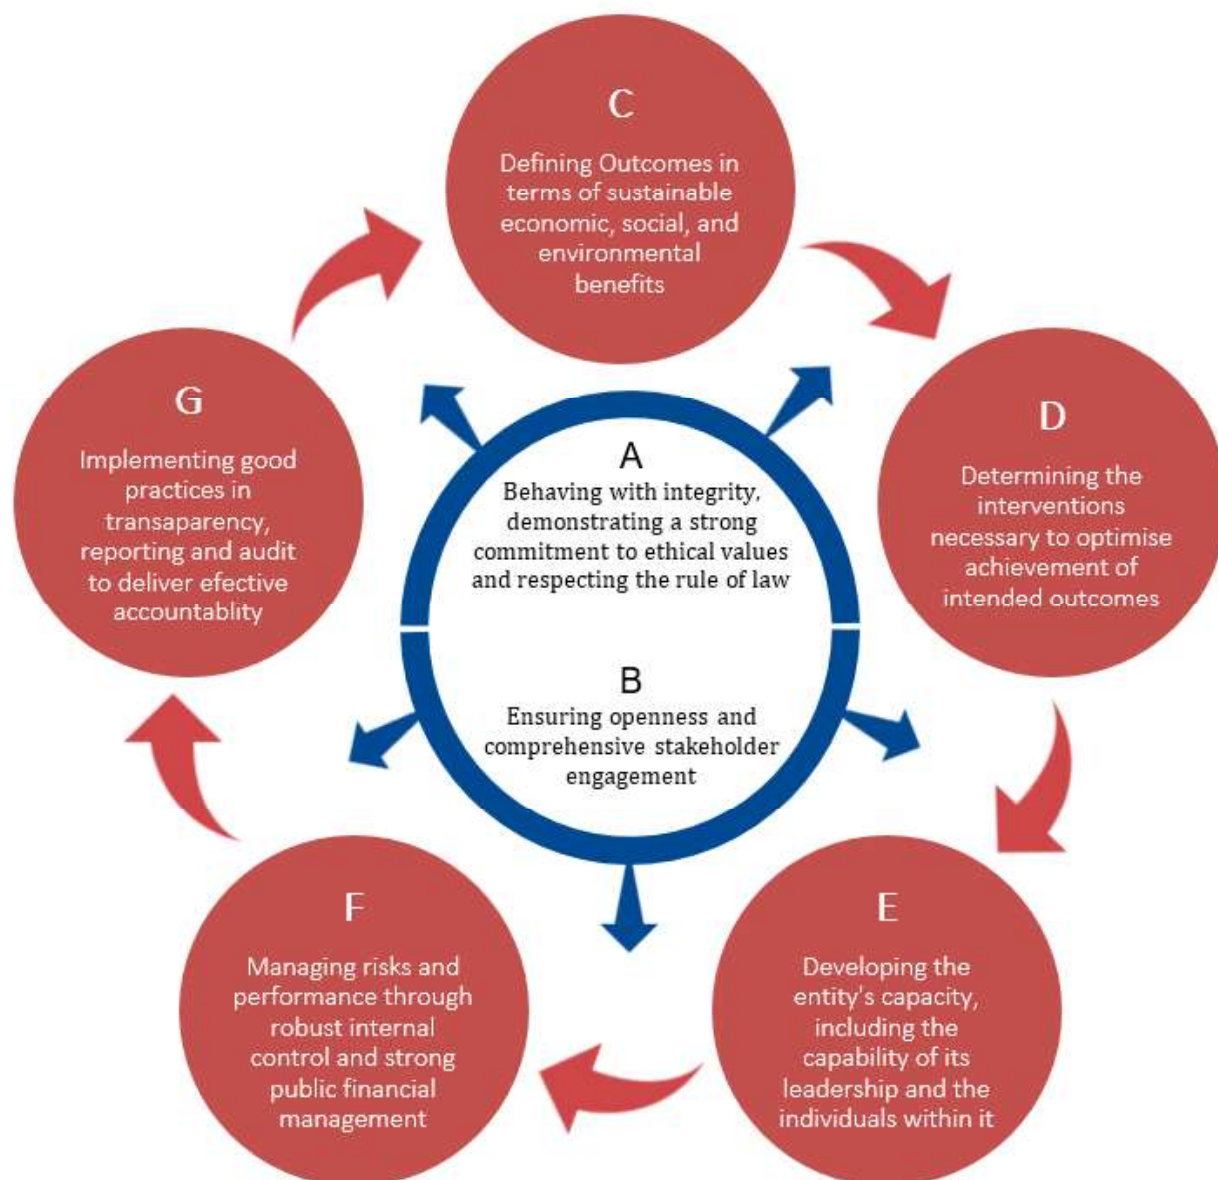 C
Defining Outcomes in
terms of sustainable
economic, social, and
environmental
benefits
G
Implementing good
practices in
transaparency,
reporting and audit
to deliver efective
accountablity
A
Behaving with integrity,
demonstrating a strong
commitment to ethical values
and respecting the rule of law
D
Determining the
interventions
necessary to optimise
achievement of
intended outcomes
B
Ensuring openness and
comprehensive stakeholder
engagement
F
Managing risks and
performance through
robust internal
control and strong
public financial
management
E
Developing the
entity's capacity,
including the
capability of its
leadership and the
individuals within it